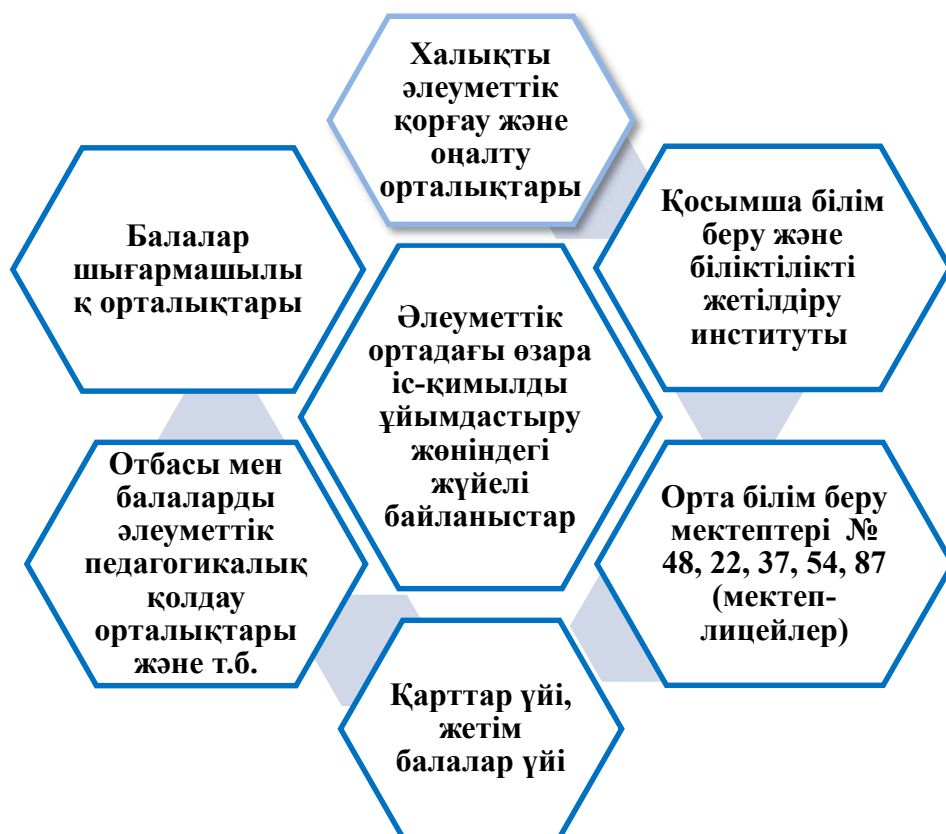 Халықты
әлеуметтік
қорғау және
оңалту
орталықтары
Қосымша білім
беру және
біліктілікті
жетілдіру
институты
Орта білім беру
мектептері №
48, 22, 37, 54, 87
(мектеп-
лицейлер)
Қарттар үйі,
жетім
балалар үйі
Отбасы мен
балаларды
әлеуметтік
педагогикалық
қолдау
орталықтары
және т.б.
Балалар
шығармашылы
қ орталықтары
Әлеуметтік
ортадағы өзара
іс-қимылды
ұйымдастыру
жөніндегі
жүйелі
байланыстар